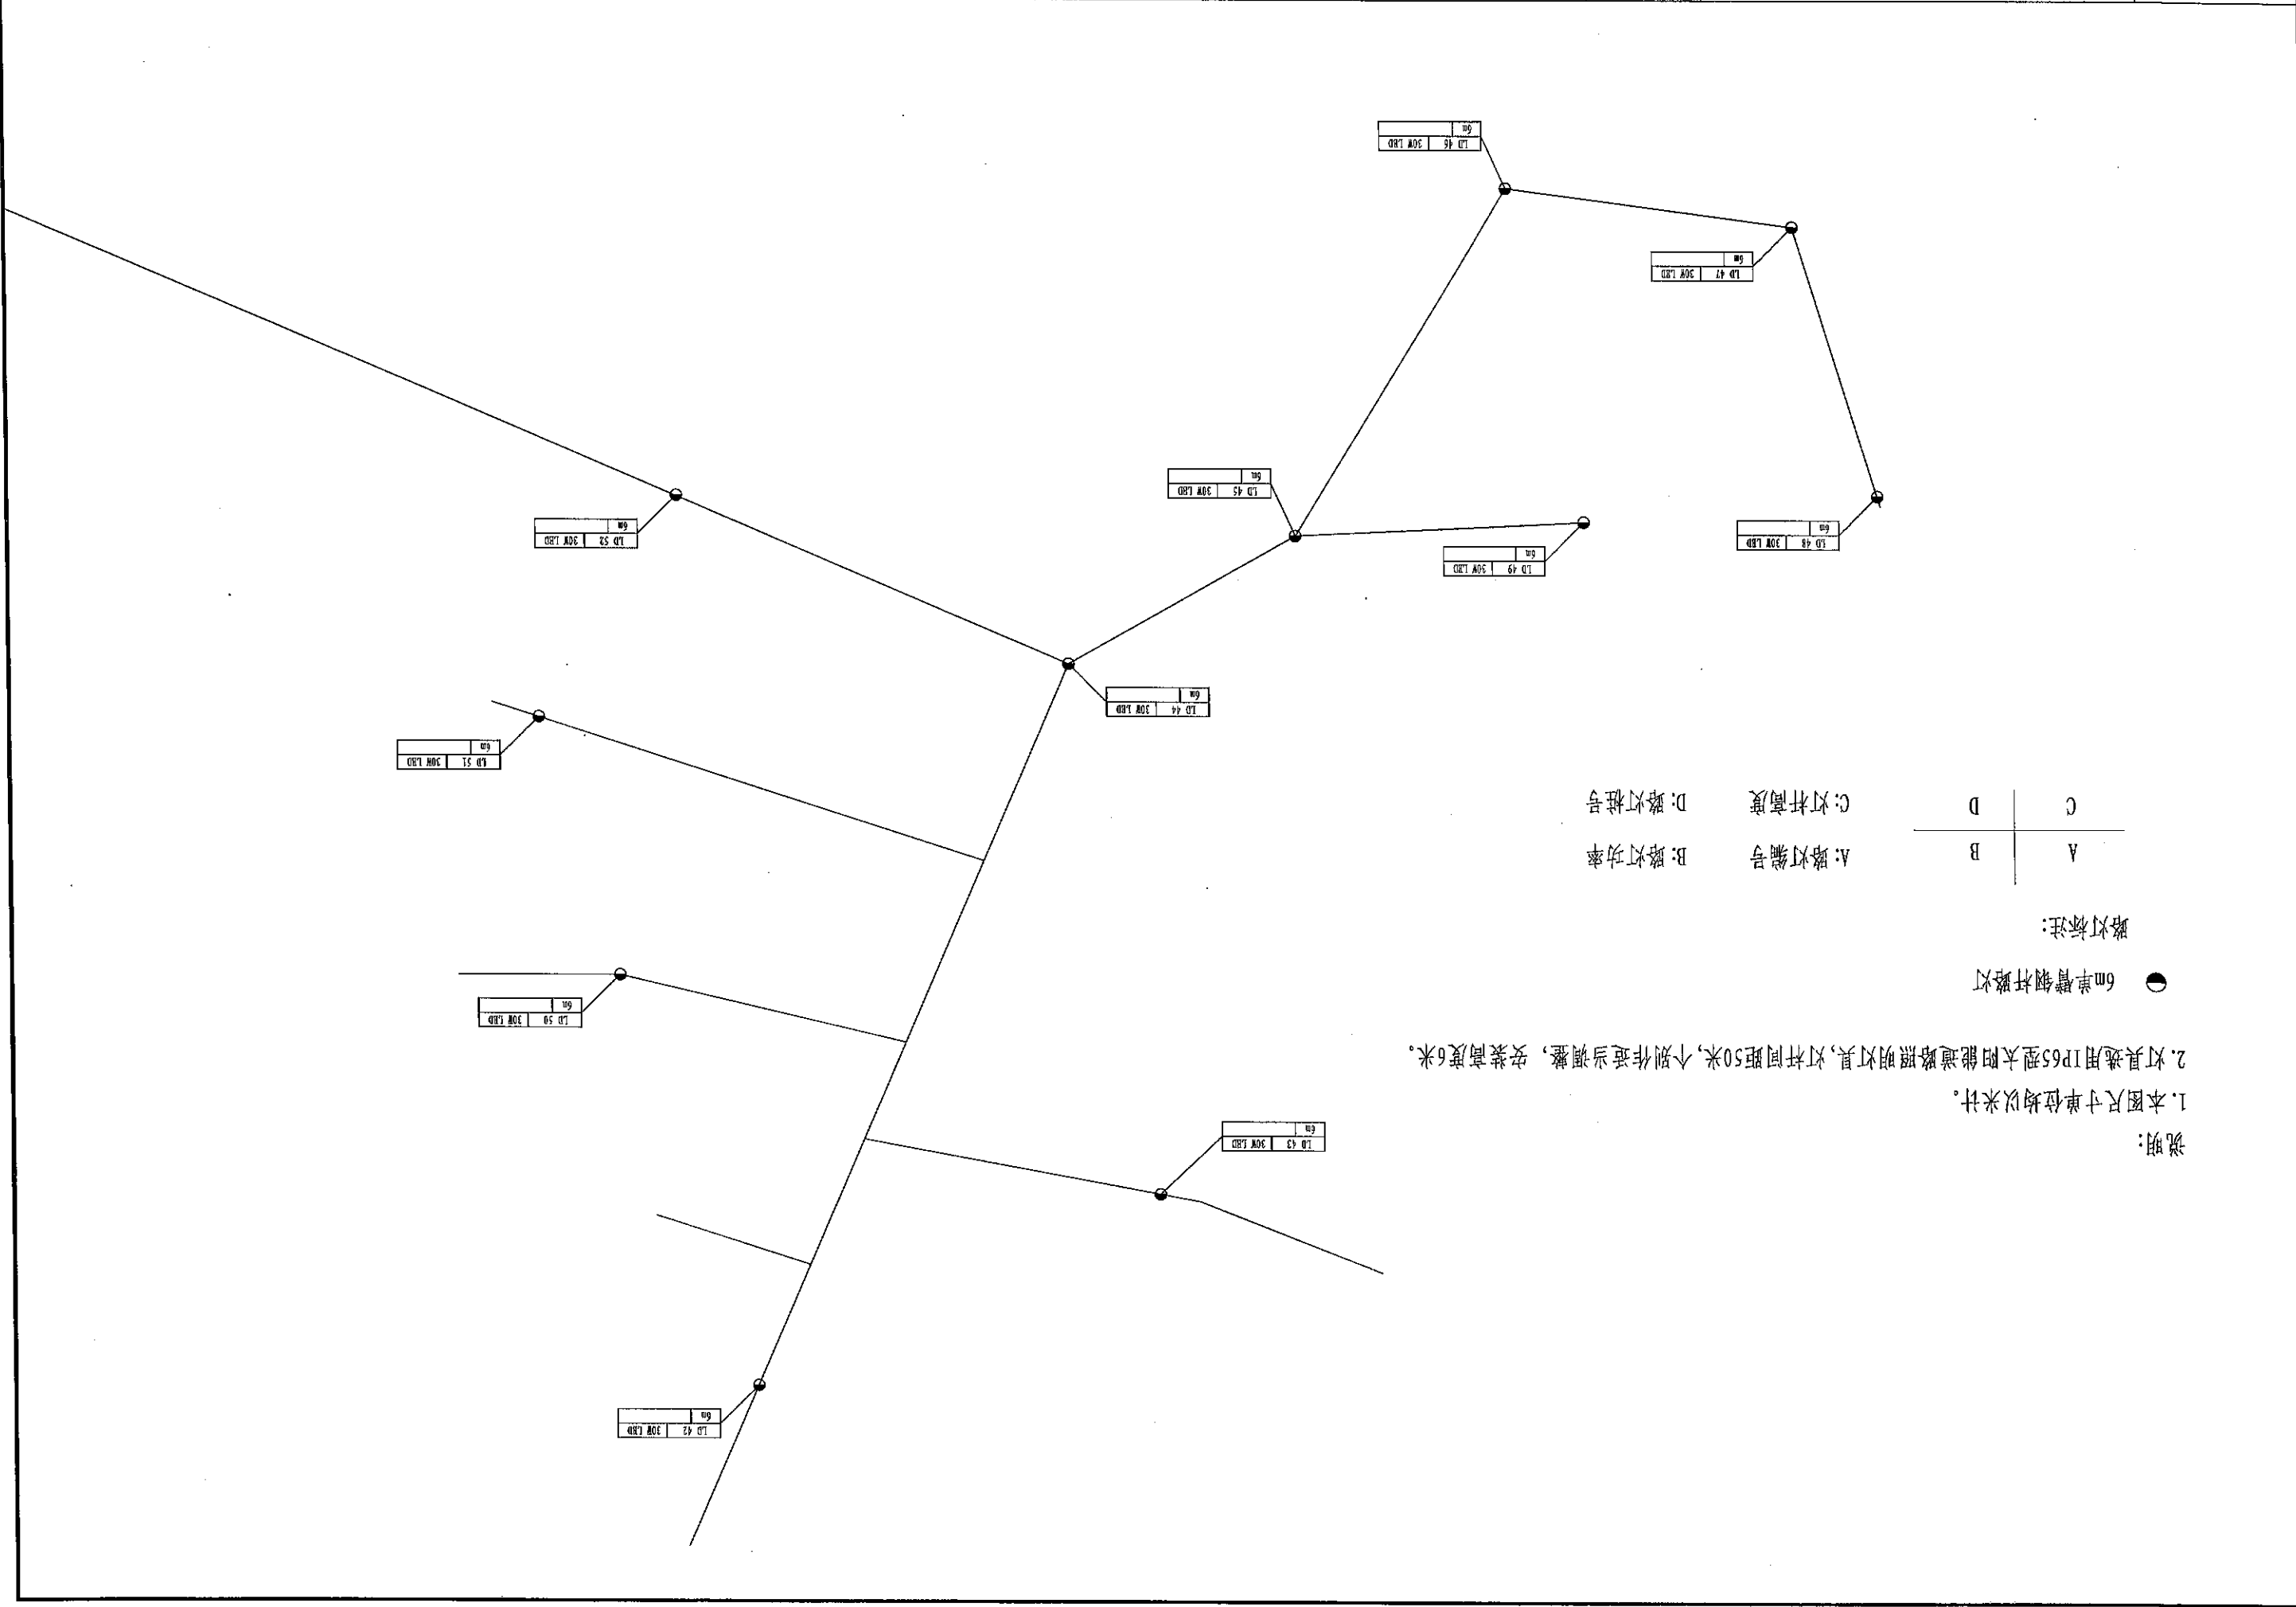 说明:
1.本图尺寸单位均以米计。
2.灯具选用IP65型太阳能道路照明灯具,灯杆间距50米,个别作适当调整, 安装高度6米。
6m单臂钢杆路灯
路灯标注:
A B A:路灯编号 B:路灯功率
C D C:灯杆高度 D:路灯桩号
LD 42 30W LED
6m
LD 43 30W LED
6m
LD 50 30W LED
6m
LD 51 30W LED
6m
LD 44 30W LED
6m
LD 49 30W LED
6m
LD 48 30W LED
6m
LD 52 30W LED
6m
LD 45 30W LED
6m
LD 47 30W LED
6m
LD 46 30W LED
6m